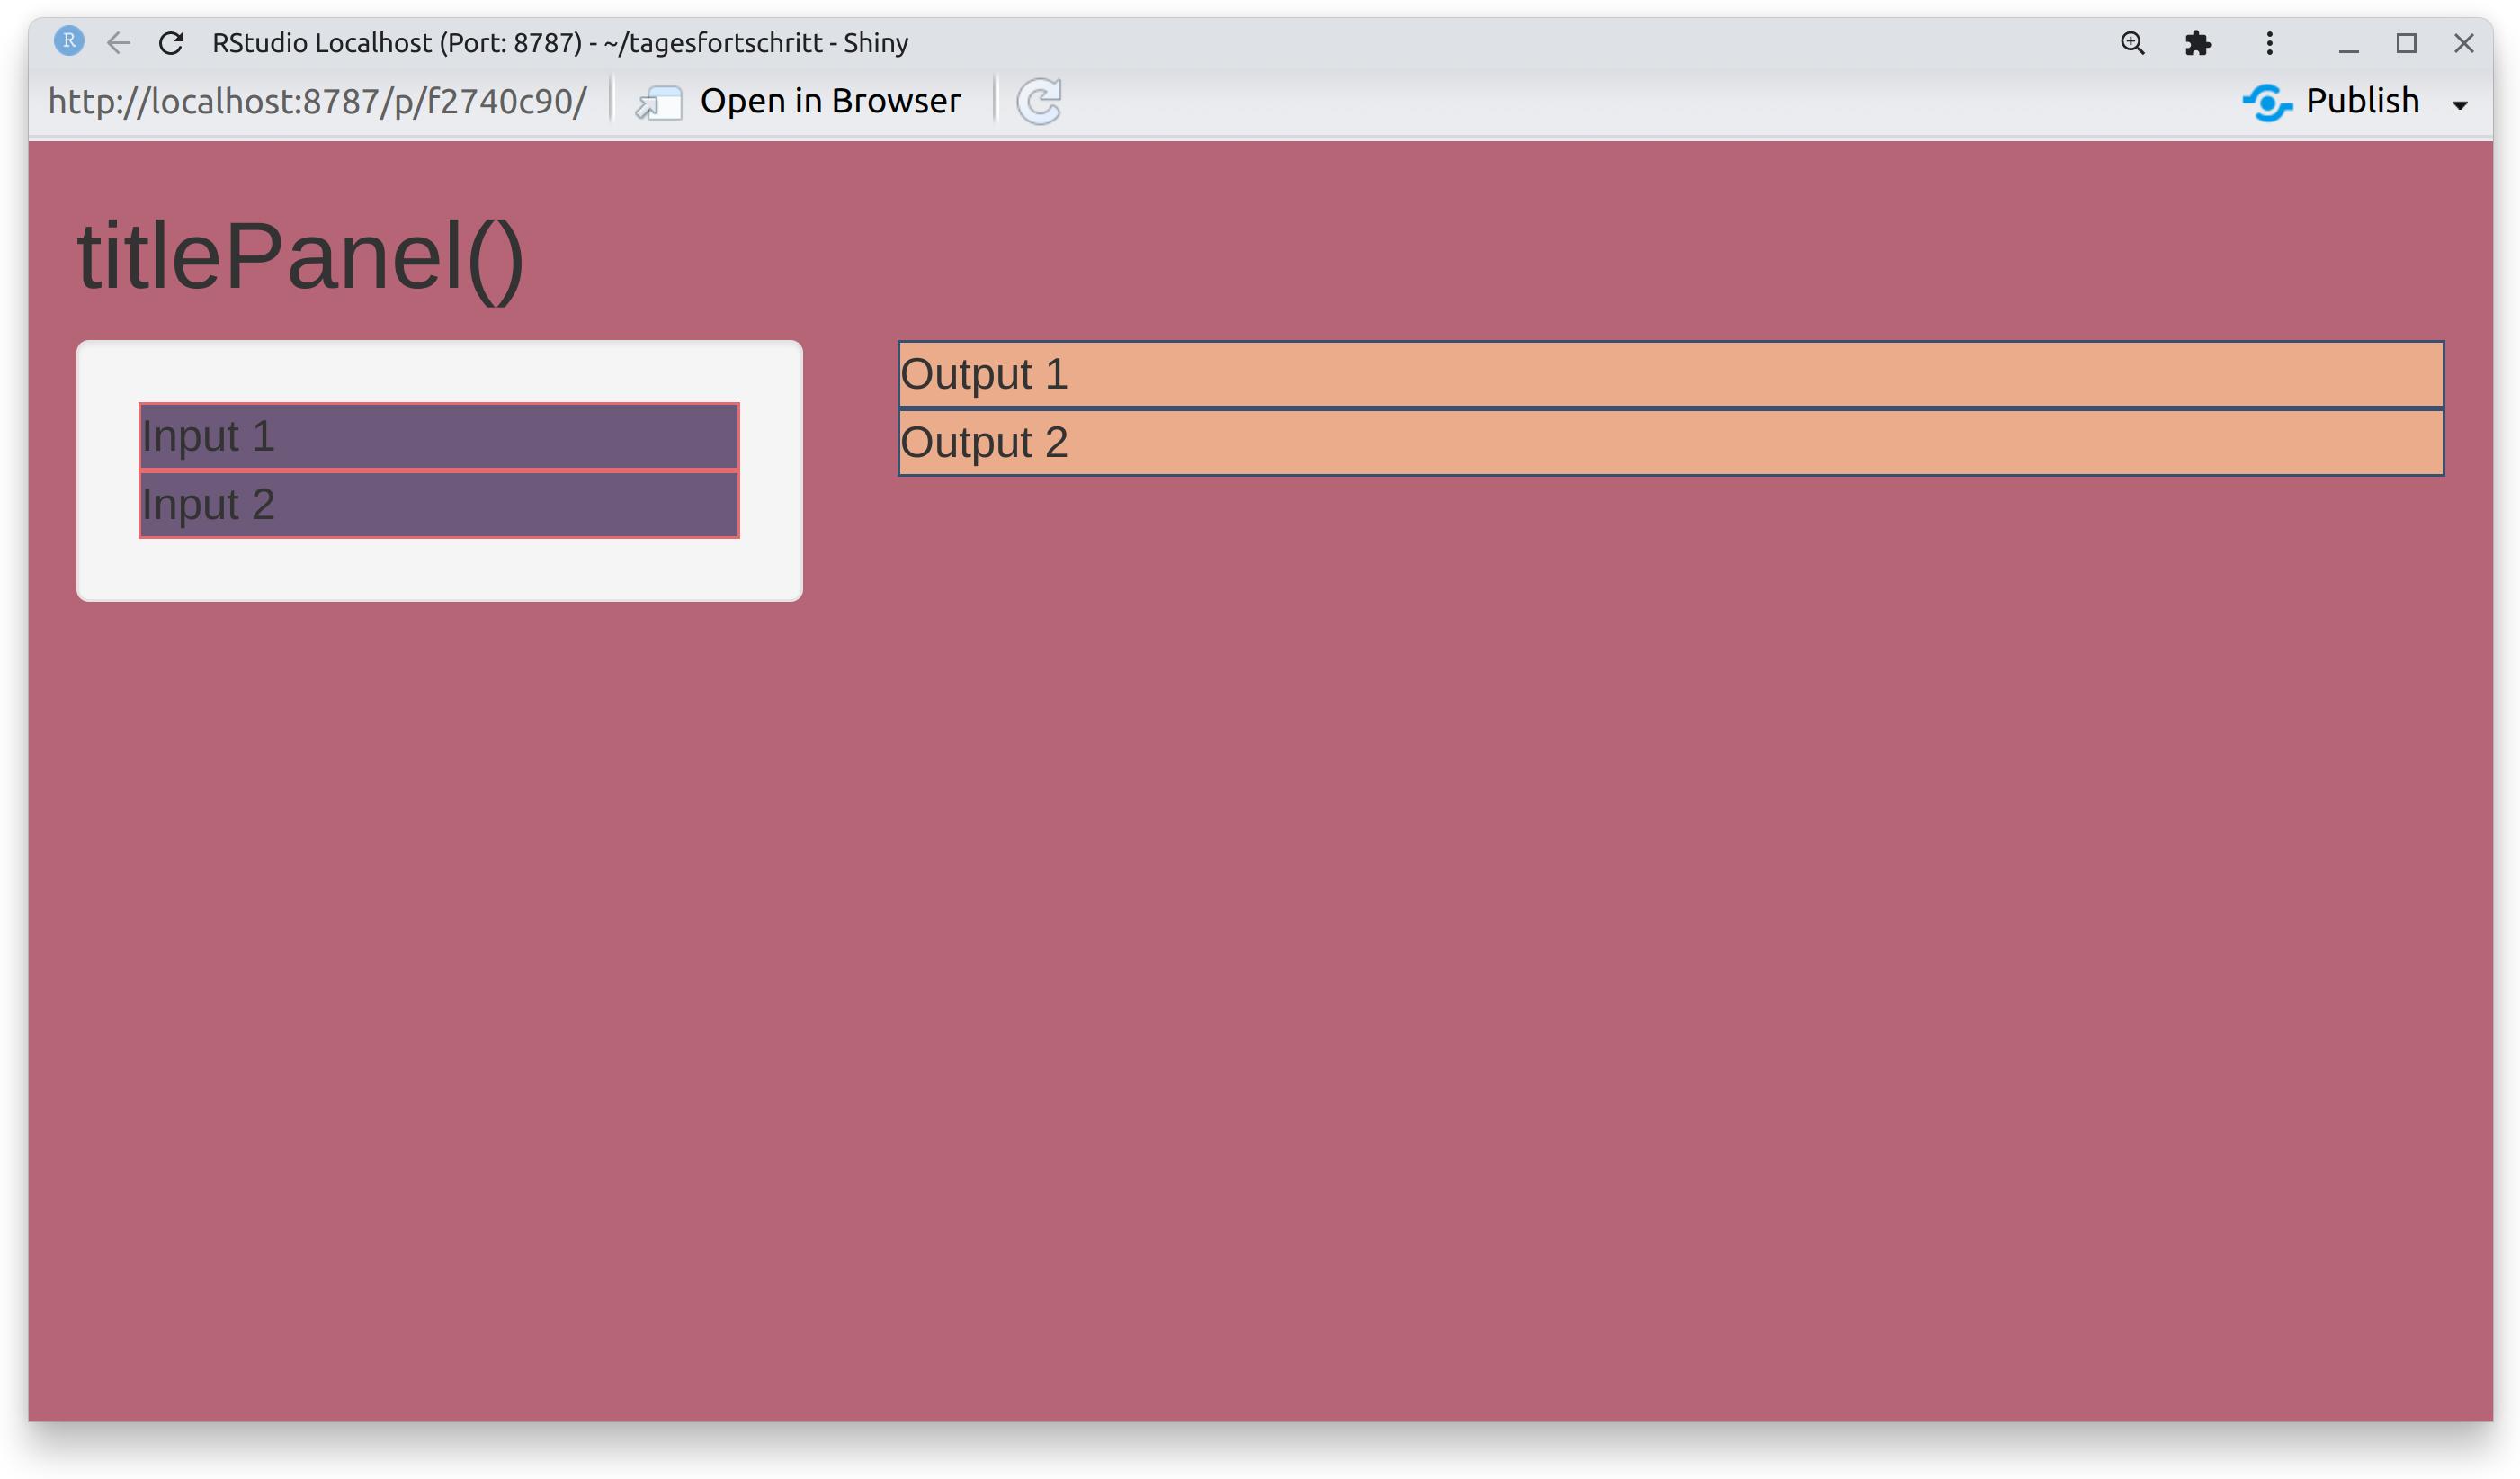 R RStudio Localhost (Port: 8787) - ~/tagesfortschritt - Shiny
http://localhost:8787/p/f2740c90/ Open in Browser Publish
titlePanel()
Input 1
Input 2
Output 1
Output 2